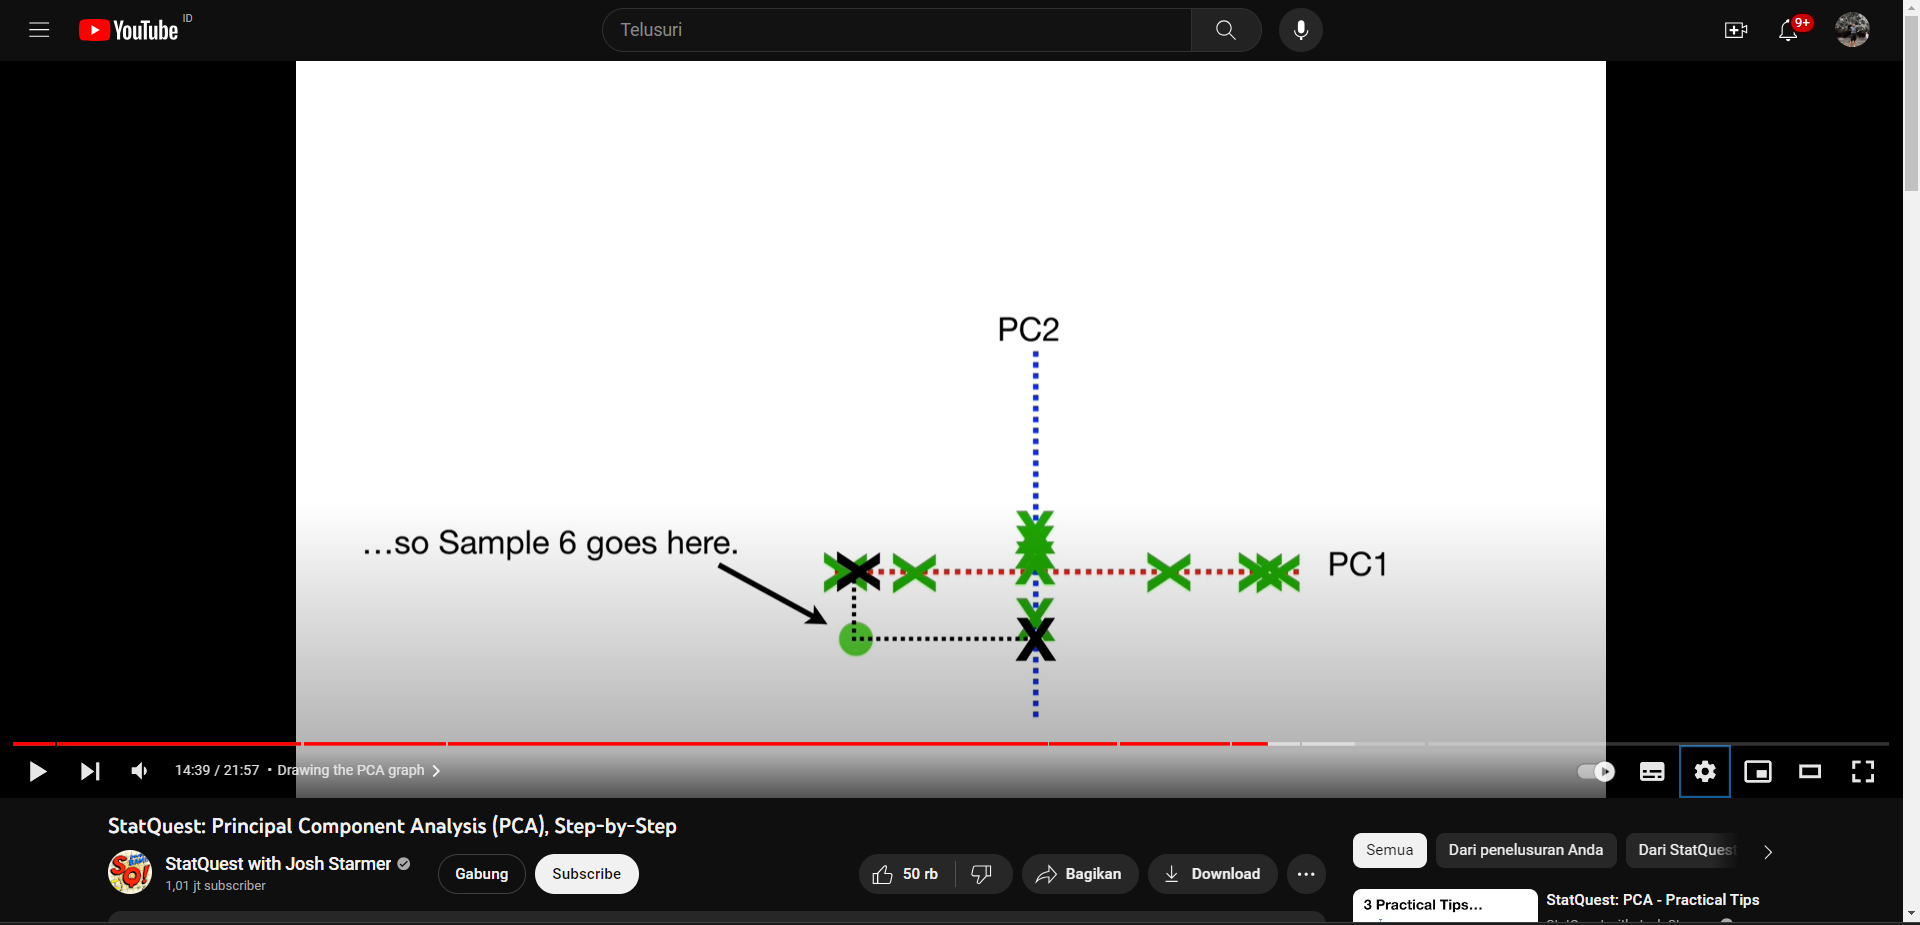 YouTube ID
Telusuri
9+
PC2
...so Sample 6 goes here.
PC1
14:39 / 21:57 • Drawing the PCA graph
StatQuest: Principal Component Analysis (PCA), Step-by-Step
StatQuest with Josh Starmer
1,01 jt subscriber
Gabung
Subscribe
50 rb
Bagikan
Download
Semua
Dari penelusuran Anda
Dari StatQuest
3 Practical Tips...
StatQuest: PCA - Practical Tips